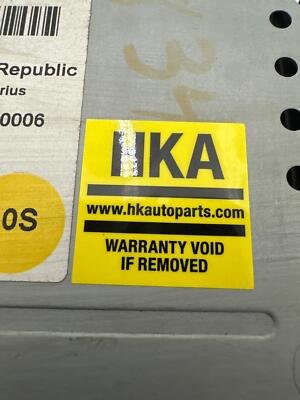 Republic
rius
0006
0S
HKA
www.hkautoparts.com
WARRANTY VOID
IF REMOVED